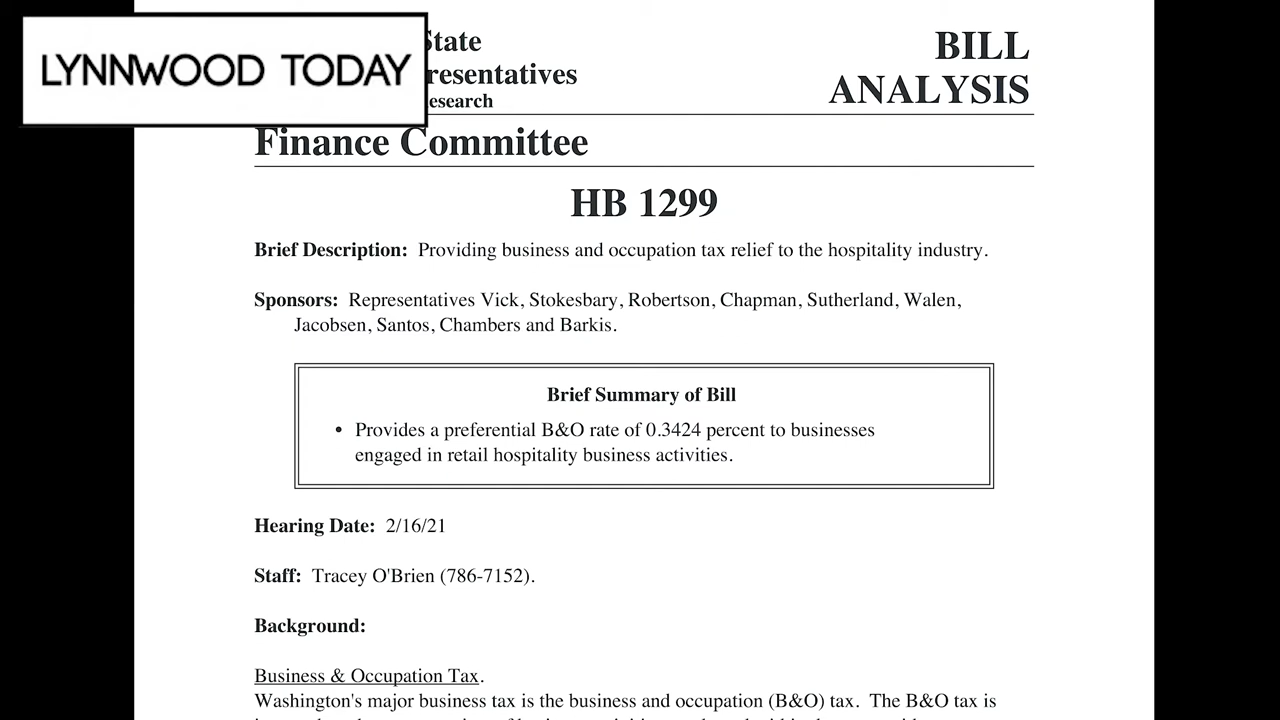 LYNNWOOD TODAY
State
BILL
resentatives
ANALYSIS
esearch
Finance Committee
HB 1299
Brief Description: Providing business and occupation tax relief to the hospitality industry.
Sponsors: Representatives Vick, Stokesbary, Robertson, Chapman, Sutherland, Walen,
Jacobsen, Santos, Chambers and Barkis.
Brief Summary of Bill
• Provides a preferential B&O rate of 0.3424 percent to businesses
engaged in retail hospitality business activities.
Hearing Date: 2/16/21
Staff: Tracey O'Brien (786-7152).
Background:
Business & Occupation Tax.
Washington's major business tax is the business and occupation (B&O) tax. The B&O tax is